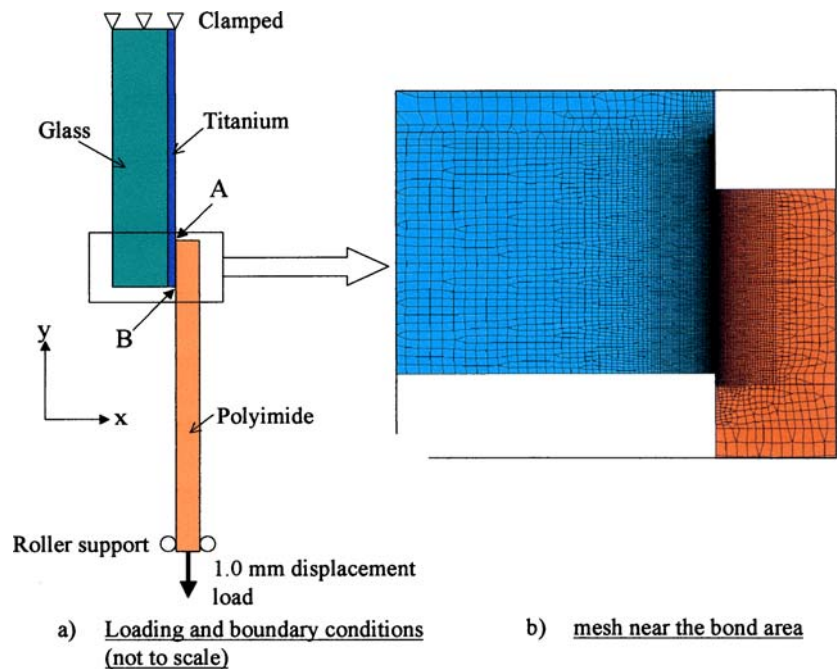 Clamped
Glass
Titanium
A
B
y
x
Polyimide
Roller support
1.0 mm displacement
load
a) Loading and boundary conditions
(not to scale)
b) mesh near the bond area